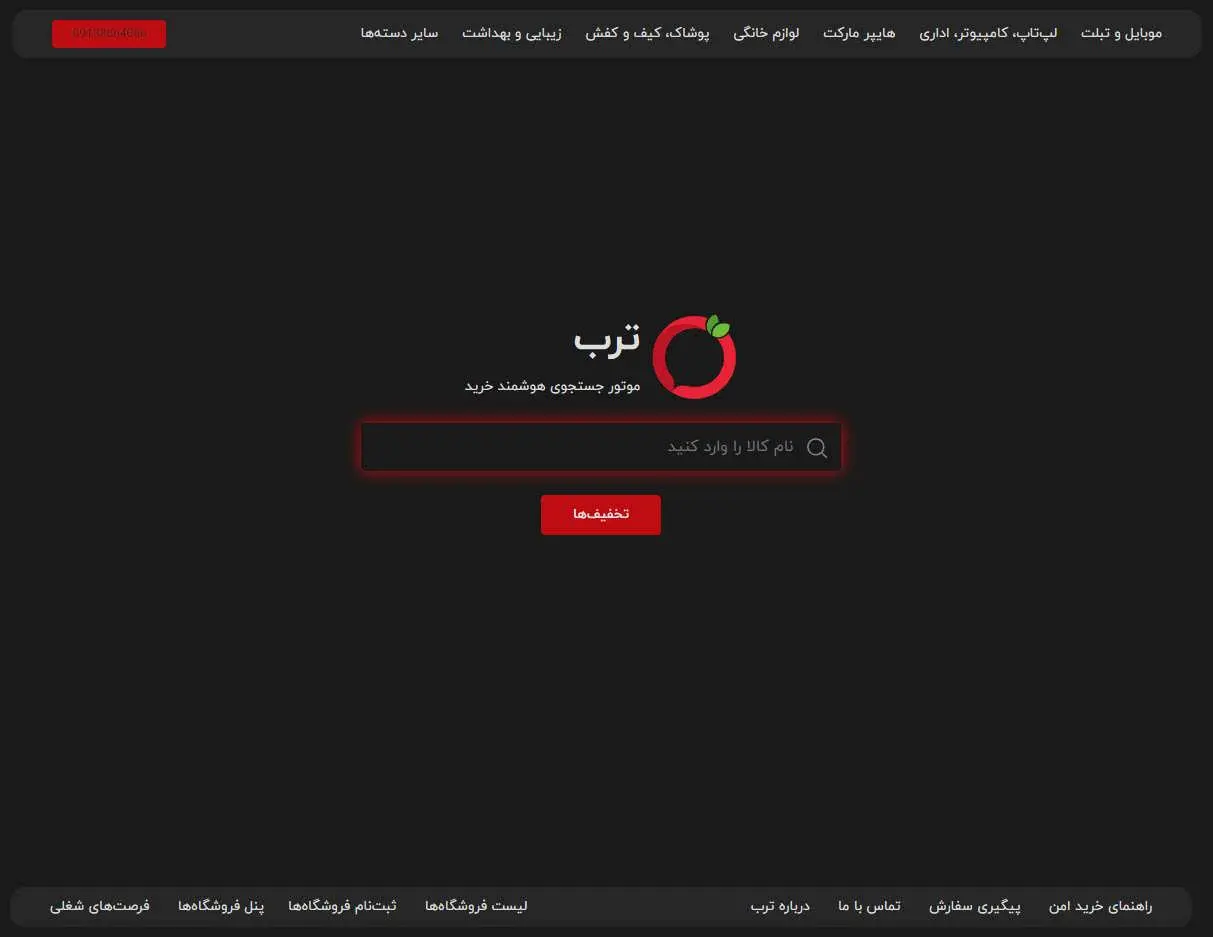 موبایل و تبلت لپ‌تاپ، کامپیوتر، اداری هایپر مارکت لوازم خانگی پوشاک، کیف و کفش زیبایی و بهداشت سایر دسته‌ها
ترب
موتور جستجوی هوشمند خرید
نام کالا را وارد کنید
تخفیف‌ها
راهنمای خرید امن پیگیری سفارش تماس با ما درباره ترب لیست فروشگاه‌ها ثبت‌نام فروشگاه‌ها پنل فروشگاه‌ها فرصت‌های شغلی